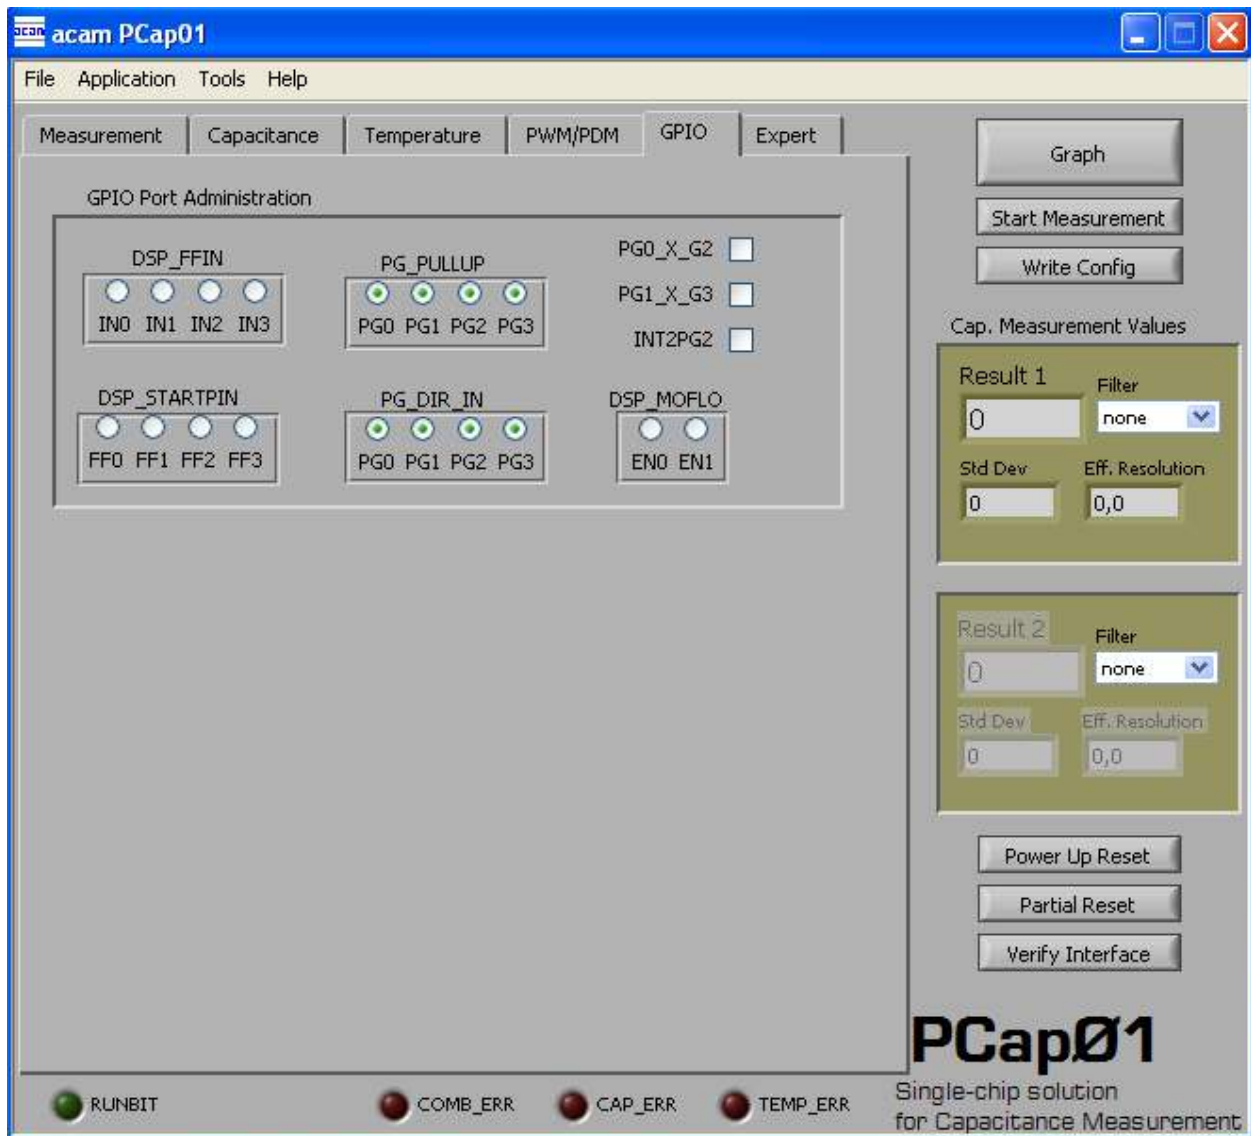 acam acam PCap01
File Application Tools Help
Measurement Capacitance Temperature PWM/PDM GPIO Expert
GPIO Port Administration
DSP_FFIN
IN0 IN1 IN2 IN3
PG_PULLUP
PG0 PG1 PG2 PG3
PG0_X_G2
PG1_X_G3
INT2PG2
DSP_STARTPIN
FF0 FF1 FF2 FF3
PG_DIR_IN
PG0 PG1 PG2 PG3
DSP_MOFLO
EN0 EN1
Graph
Start Measurement
Write Config
Cap. Measurement Values
Result 1 Filter
0 none
Std Dev Eff. Resolution
0 0,0
Result 2 Filter
0 none
Std Dev Eff. Resolution
0 0,0
Power Up Reset
Partial Reset
Verify Interface
PCapØ1
Single-chip solution
for Capacitance Measurement
RUNBIT COMB_ERR CAP_ERR TEMP_ERR